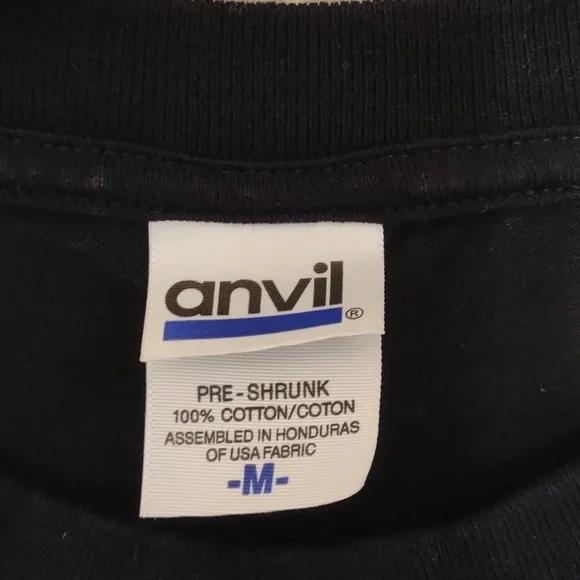 anvil®
PRE-SHRUNK
100% COTTON/COTON
ASSEMBLED IN HONDURAS
OF USA FABRIC
-M-